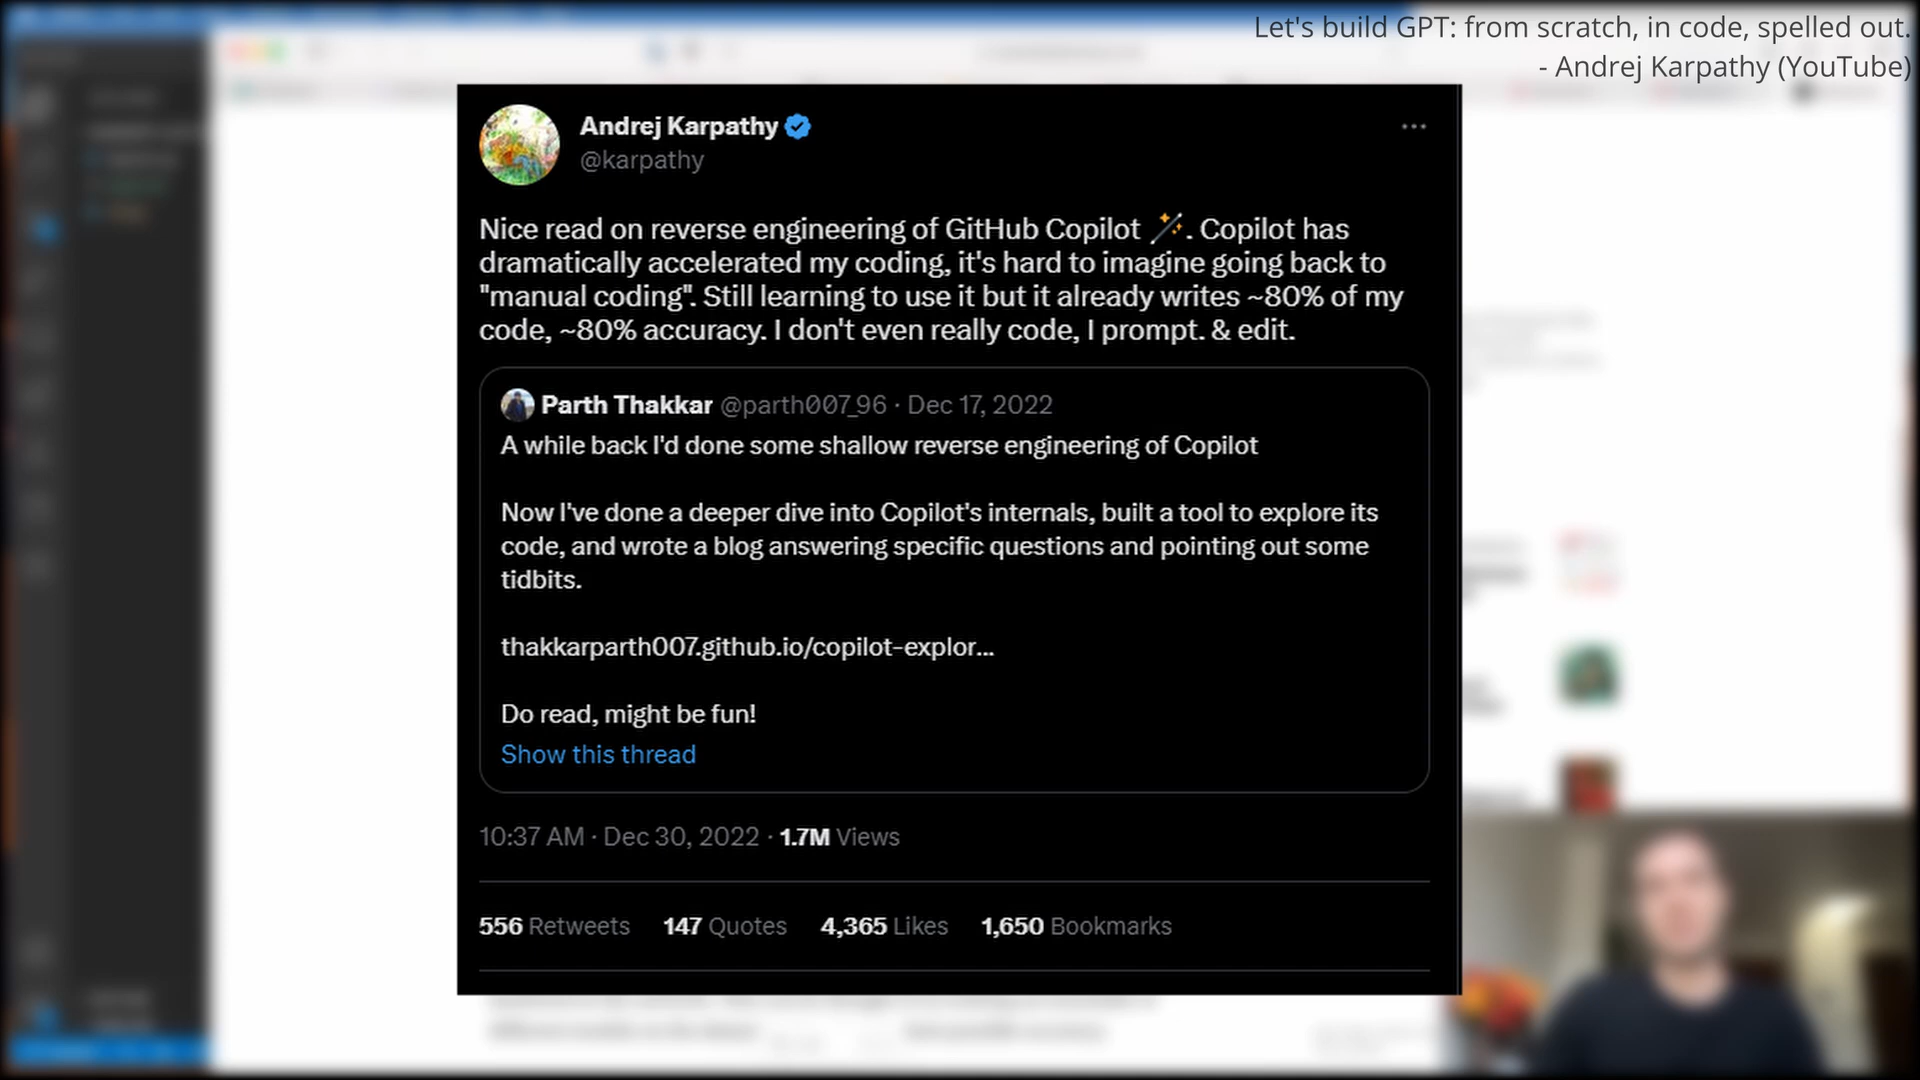 Let's build GPT: from scratch, in code, spelled out.
- Andrej Karpathy (YouTube)
Andrej Karpathy
@karpathy
Nice read on reverse engineering of GitHub Copilot 🪄. Copilot has
dramatically accelerated my coding, it's hard to imagine going back to
"manual coding". Still learning to use it but it already writes ~80% of my
code, ~80% accuracy. I don't even really code, I prompt. & edit.
Parth Thakkar @parth007_96 · Dec 17, 2022
A while back I'd done some shallow reverse engineering of Copilot
Now I've done a deeper dive into Copilot's internals, built a tool to explore its
code, and wrote a blog answering specific questions and pointing out some
tidbits.
thakkarparth007.github.io/copilot-explor...
Do read, might be fun!
Show this thread
10:37 AM · Dec 30, 2022 · 1.7M Views
556 Retweets 147 Quotes 4,365 Likes 1,650 Bookmarks